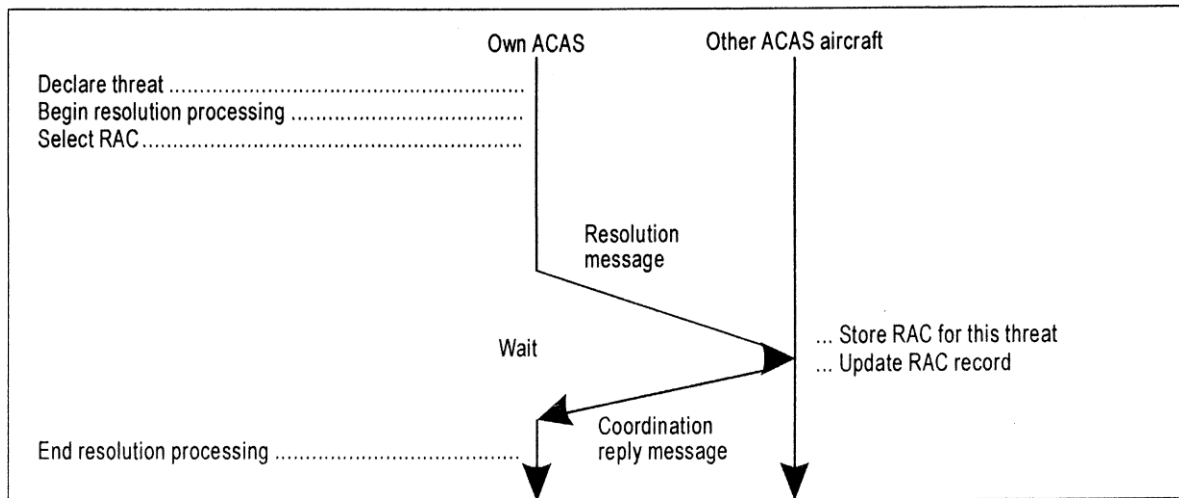 Own ACAS
Other ACAS aircraft
Declare threat ............................................................
Begin resolution processing .......................................
Select RAC ................................................................
Resolution
message
Wait
... Store RAC for this threat
... Update RAC record
Coordination
reply message
End resolution processing .........................................